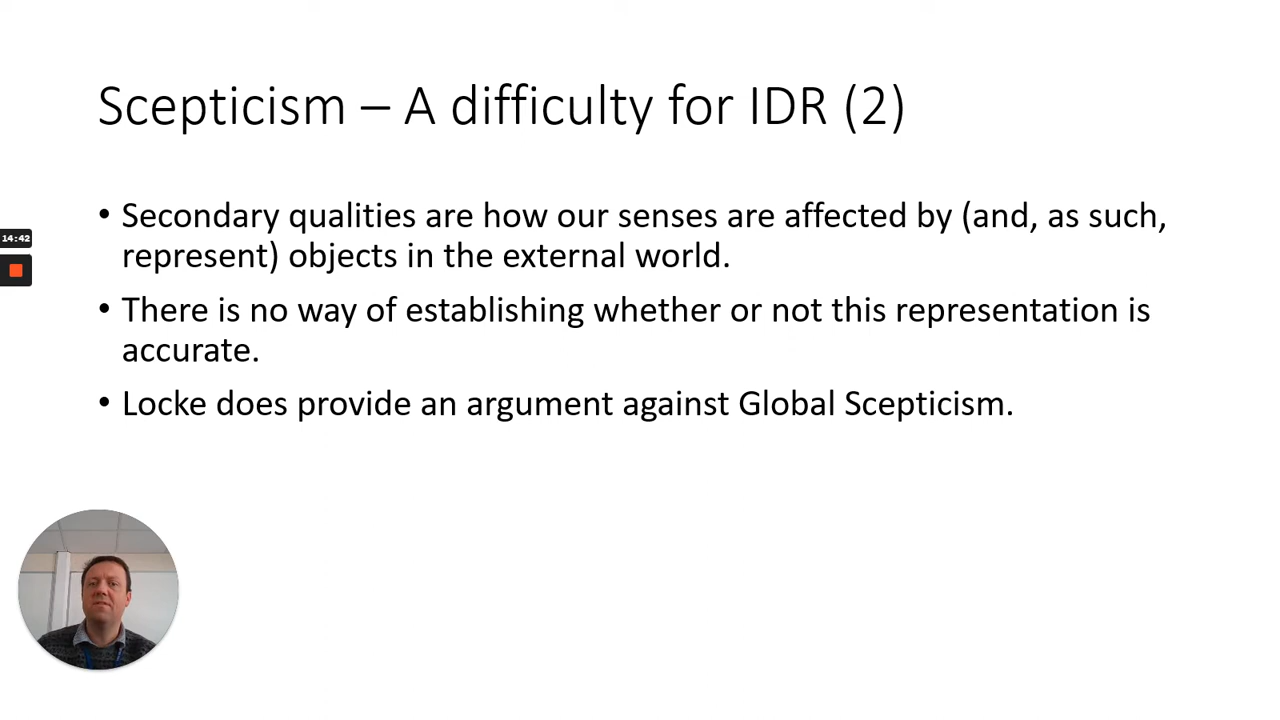 Scepticism – A difficulty for IDR (2)
• Secondary qualities are how our senses are affected by (and, as such,
represent) objects in the external world.
14:42
• There is no way of establishing whether or not this representation is
accurate.
• Locke does provide an argument against Global Scepticism.